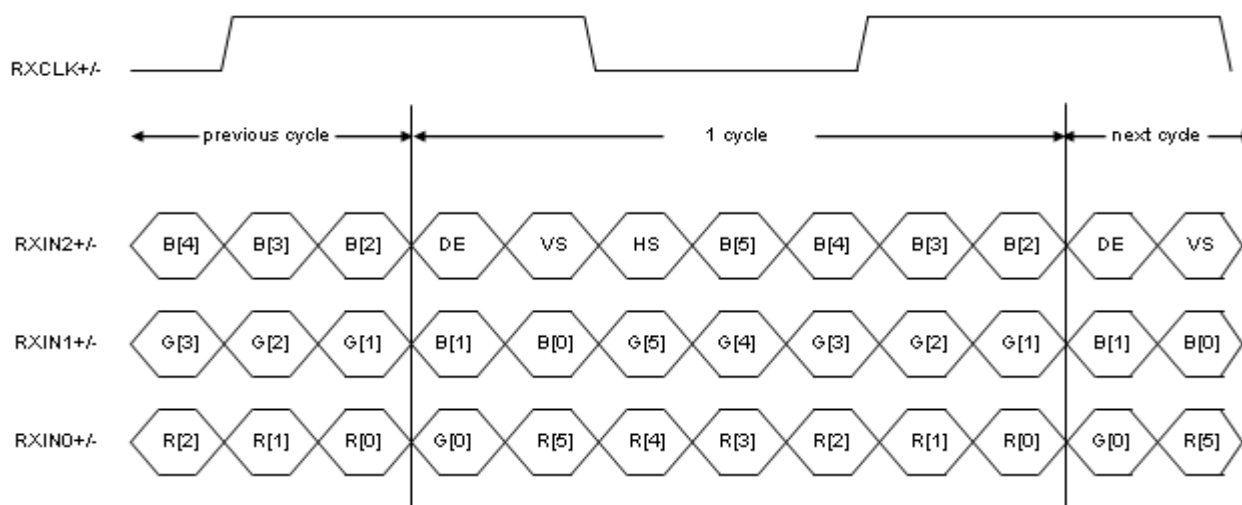 RXCLK+/-
previous cycle 1 cycle next cycle
RXIN2+/- B[4] B[3] B[2] DE VS HS B[5] B[4] B[3] B[2] DE VS
RXIN1+/- G[3] G[2] G[1] B[1] B[0] G[5] G[4] G[3] G[2] G[1] B[1] B[0]
RXIN0+/- R[2] R[1] R[0] G[0] R[5] R[4] R[3] R[2] R[1] R[0] G[0] R[5]